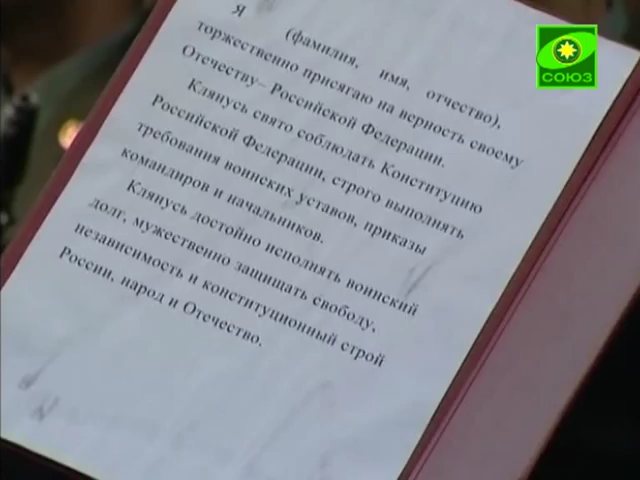 Я (фамилия, имя, отчество),
торжественно присягаю на верность своему
Отечеству– Российской Федерации.
Клянусь свято соблюдать Конституцию
Российской Федерации, строго выполнять
требования воинских уставов, приказы
командиров и начальников.
Клянусь достойно исполнять воинский
долг, мужественно защищать свободу,
независимость и конституционный строй
России, народ и Отечество.
СОЮЗ